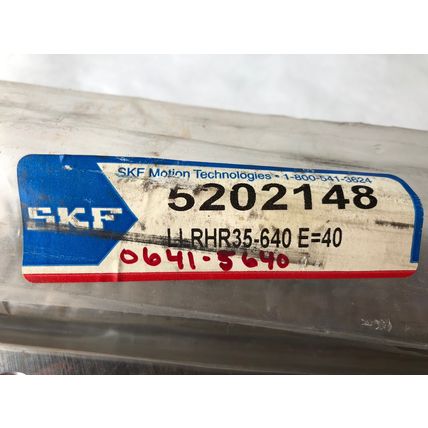 SKF Motion Technologies • 1-800-541-3624
5202148
SKF
LLRHR35-640 E=40
0641-5640